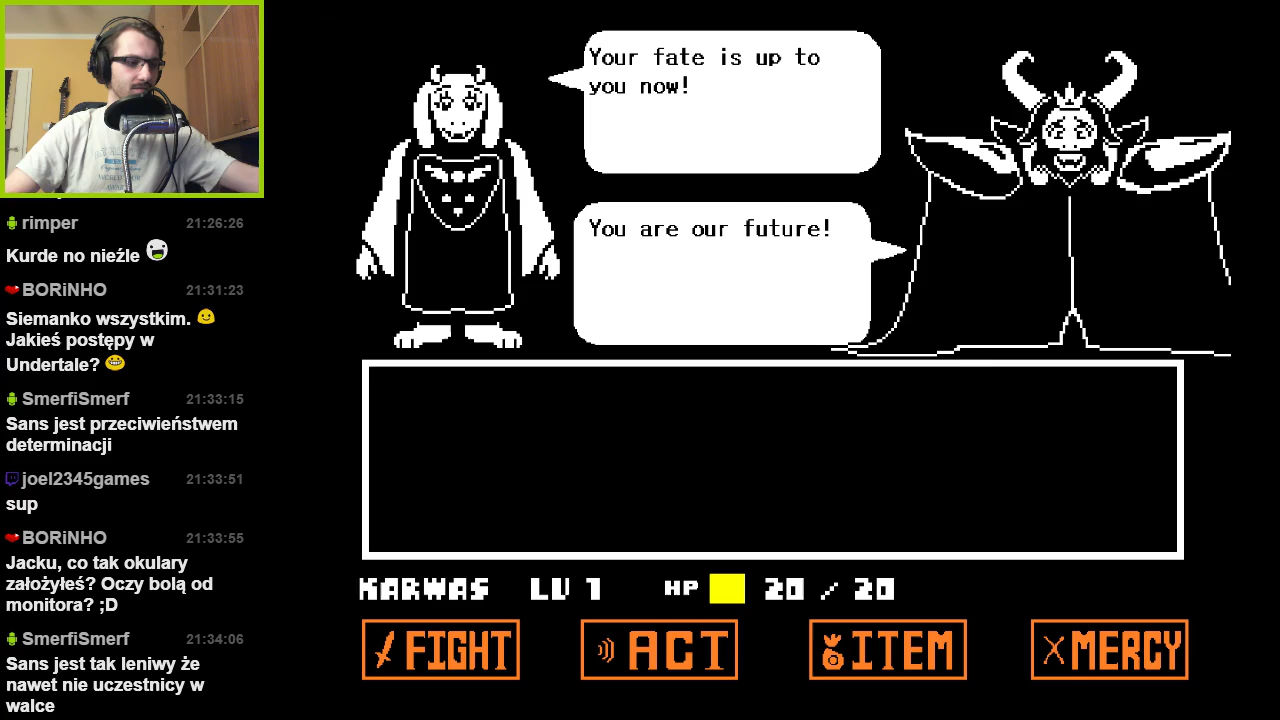 rimper 21:26:26
Kurde no nieźle
BORiNHO 21:31:23
Siemanko wszystkim.
Jakieś postępy w
Undertale?
SmerfiSmerf 21:33:15
Sans jest przeciwieństwem
determinacji
joel2345games 21:33:51
sup
BORiNHO 21:33:55
Jacku, co tak okulary
założyłeś? Oczy bolą od
monitora? ;D
SmerfiSmerf 21:34:06
Sans jest tak leniwy że
nawet nie uczestnicy w
walce
Your fate is up to
you now!
You are our future!
KARWAS LV 1 HP 20 / 20
FIGHT ACT ITEM MERCY